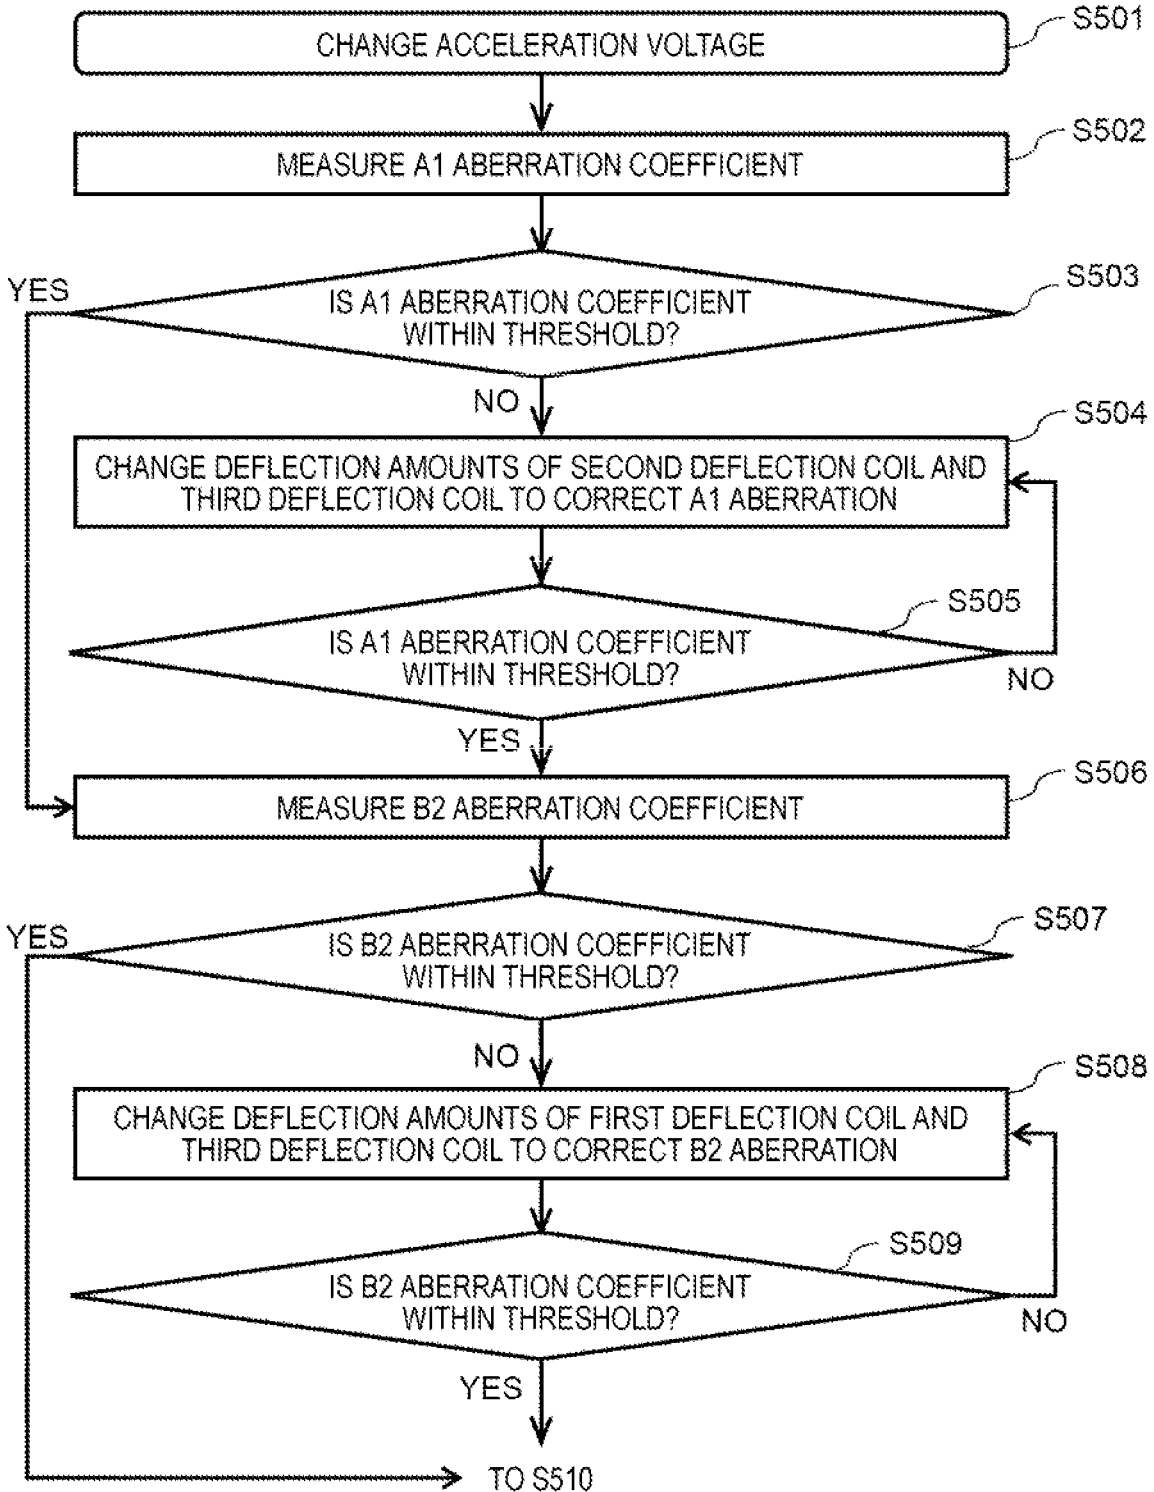 CHANGE ACCELERATION VOLTAGE
S501
MEASURE A1 ABERRATION COEFFICIENT
S502
YES
IS A1 ABERRATION COEFFICIENT
WITHIN THRESHOLD?
S503
NO
S504
CHANGE DEFLECTION AMOUNTS OF SECOND DEFLECTION COIL AND
THIRD DEFLECTION COIL TO CORRECT A1 ABERRATION
S505
IS A1 ABERRATION COEFFICIENT
WITHIN THRESHOLD?
NO
YES
S506
MEASURE B2 ABERRATION COEFFICIENT
S507
YES
IS B2 ABERRATION COEFFICIENT
WITHIN THRESHOLD?
NO
S508
CHANGE DEFLECTION AMOUNTS OF FIRST DEFLECTION COIL AND
THIRD DEFLECTION COIL TO CORRECT B2 ABERRATION
S509
IS B2 ABERRATION COEFFICIENT
WITHIN THRESHOLD?
NO
YES
TO S510